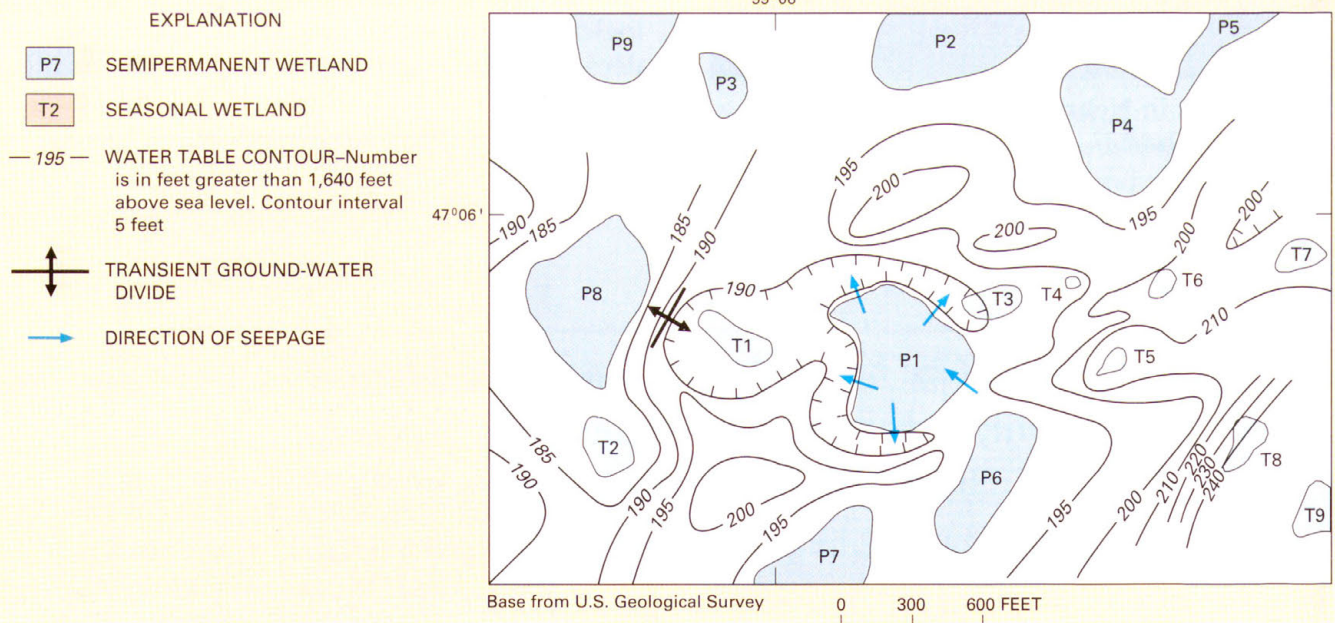 EXPLANATION
P7 SEMIPERMANENT WETLAND
T2 SEASONAL WETLAND
195 WATER TABLE CONTOUR–Number
is in feet greater than 1,640 feet
above sea level. Contour interval
5 feet
TRANSIENT GROUND-WATER
DIVIDE
DIRECTION OF SEEPAGE
47°06'
P9
P2
P5
P3
P4
195
200
190
185
185
190
200
195
200
200
T7
P8
190
T3
T4
T6
210
T1
P1
T5
185
190
T2
P6
T8
220
230
240
210
200
195
190
195
200
195
P7
T9
Base from U.S. Geological Survey
0 300 600 FEET